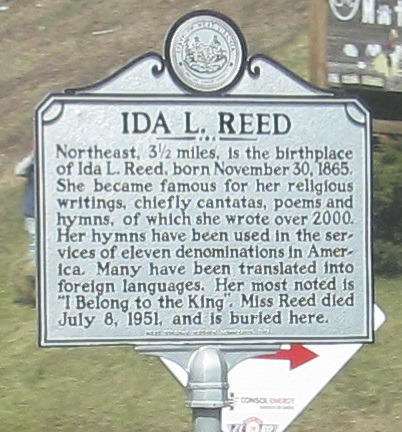 IDA L. REED
Northeast, 3½ miles, is the birthplace
of Ida L. Reed, born November 30, 1865.
She became famous for her religious
writings, chiefly cantatas, poems and
hymns, of which she wrote over 2000.
Her hymns have been used in the ser-
vices of eleven denominations in Amer-
ica. Many have been translated into
foreign languages. Her most noted is
"I Belong to the King". Miss Reed died
July 8, 1951, and is buried here.
CONSOL ENERGY